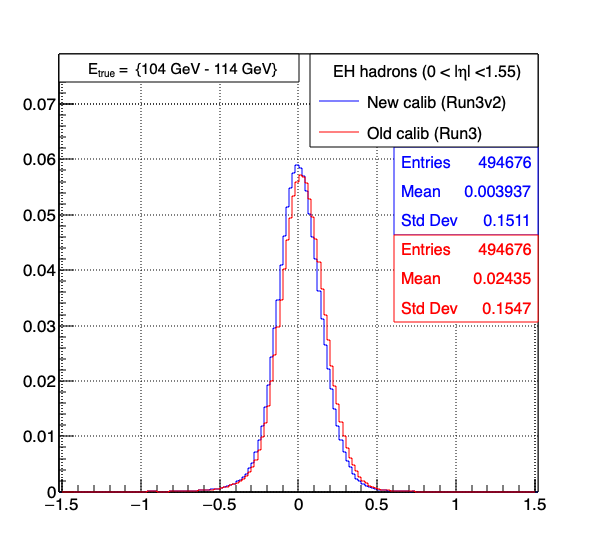 E_true = {104 GeV - 114 GeV}
EH hadrons (0 < |η| <1.55)
New calib (Run3v2)
Old calib (Run3)
Entries 494676
Mean 0.003937
Std Dev 0.1511
Entries 494676
Mean 0.02435
Std Dev 0.1547
0.07
0.06
0.05
0.04
0.03
0.02
0.01
0
−1.5 −1 −0.5 0 0.5 1 1.5